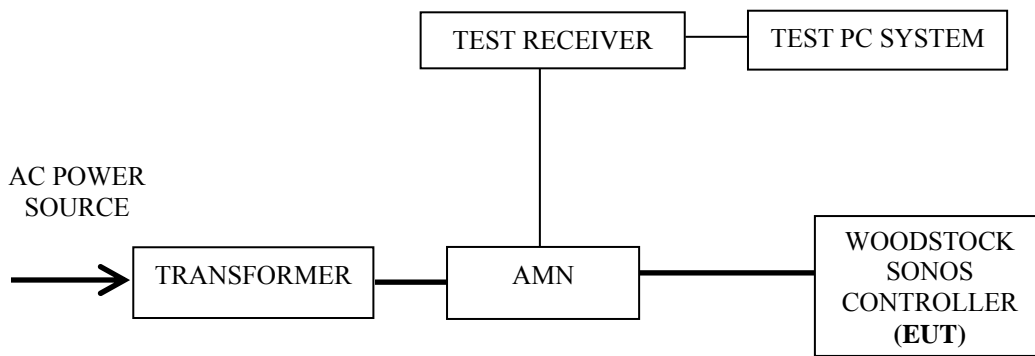 TEST RECEIVER
TEST PC SYSTEM
AC POWER
SOURCE
TRANSFORMER
AMN
WOODSTOCK
SONOS
CONTROLLER
(EUT)